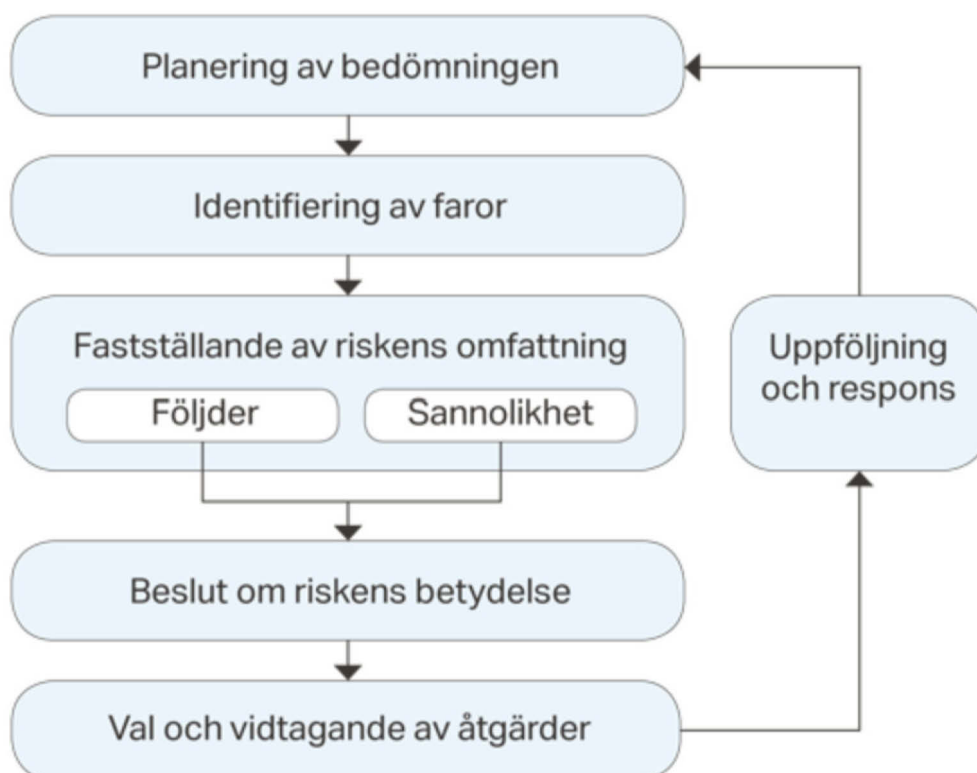 Planering av bedömningen
Identifiering av faror
Fastställande av riskens omfattning
Följder
Sannolikhet
Uppföljning
och respons
Beslut om riskens betydelse
Val och vidtagande av åtgärder